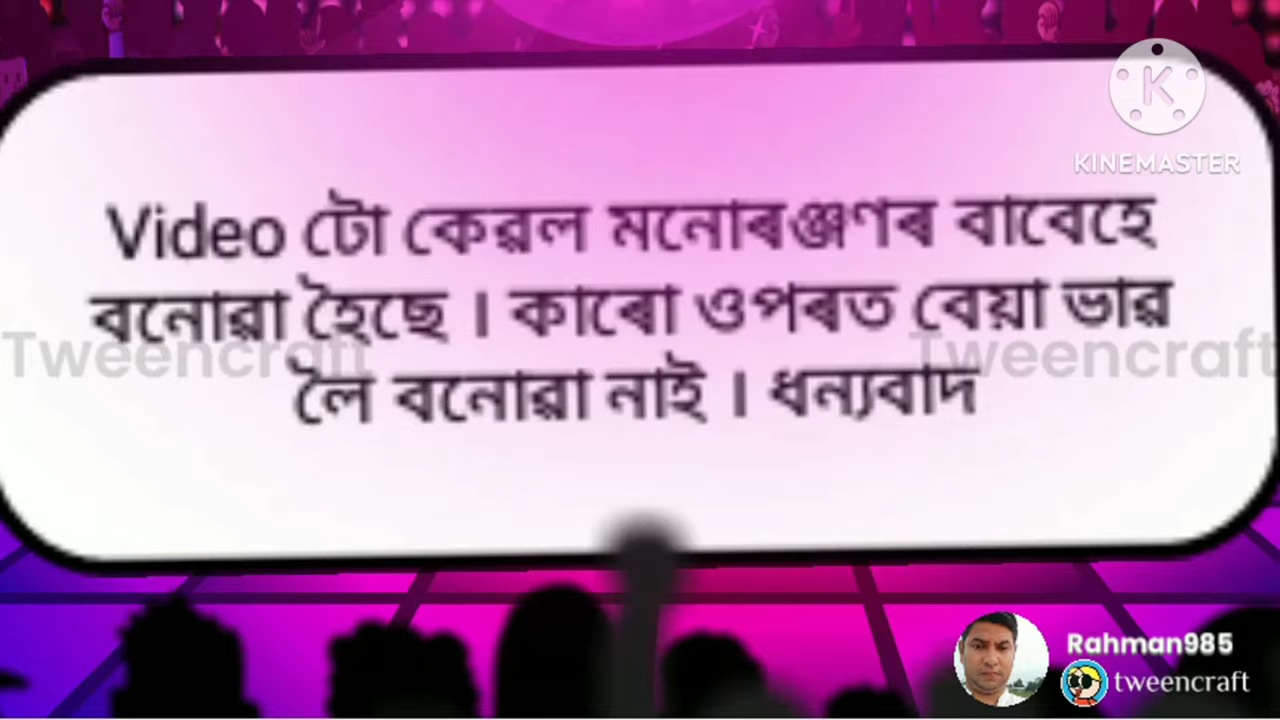 KINEMASTER
Video টো কেৱল মনোৰঞ্জণৰ বাবেহে
বনোৱা হৈছে । কাৰো ওপৰত বেয়া ভাৱ
লৈ বনোৱা নাই । ধন্যবাদ
Tweencraft Tweencraft
Rahman985
tweencraft